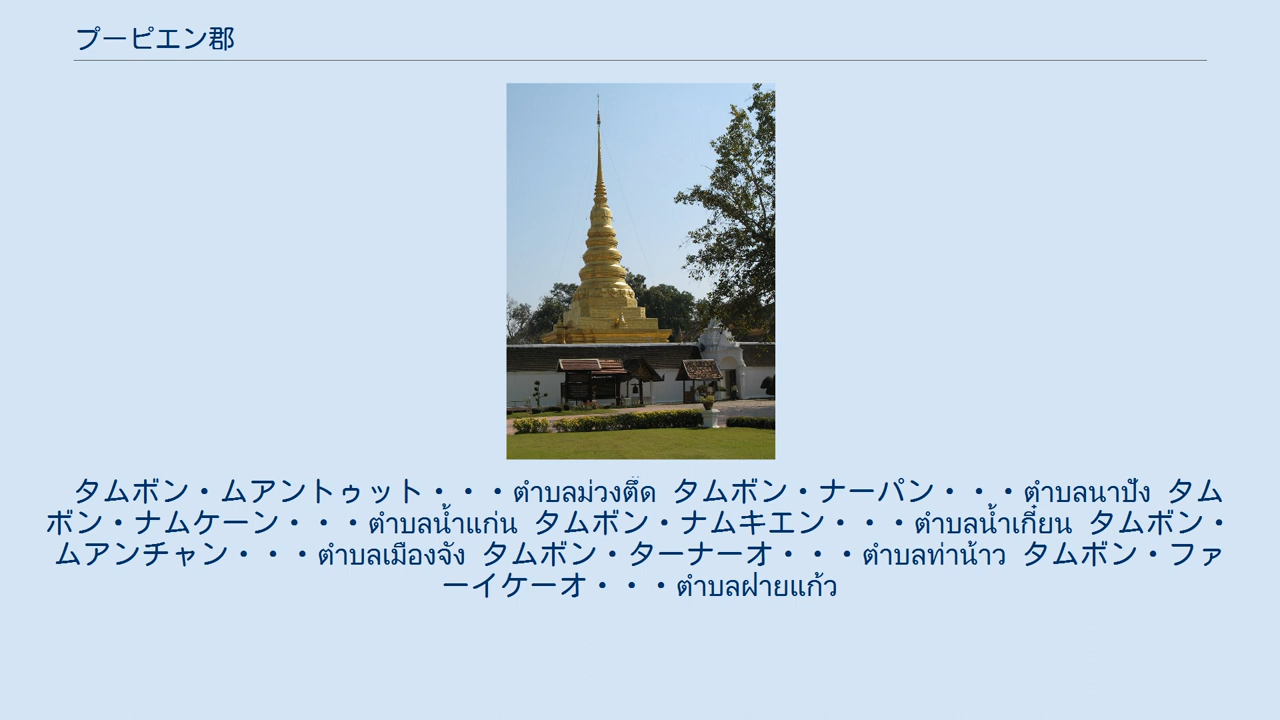 プーピエン郡
タムボン・ムアントゥット・・・ตำบลม่วงตึ๊ด タムボン・ナーパン・・・ตำบลนาปัง タム
ボン・ナムケーン・・・ตำบลน้ำแก่น タムボン・ナムキエン・・・ตำบลน้ำเกี๋ยน タムボン・
ムアンチャン・・・ตำบลเมืองจัง タムボン・ターナーオ・・・ตำบลท่าน้าว タムボン・ファ
ーイケーオ・・・ตำบลฝายแก้ว